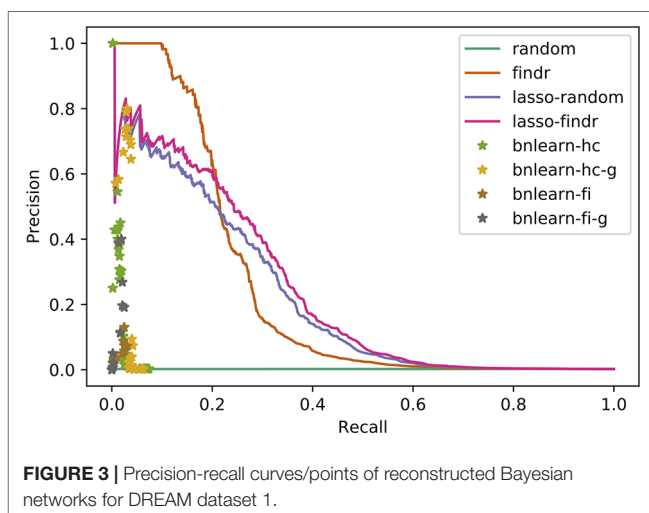 1.0
0.8
0.6
0.4
0.2
0.0
Precision
0.0 0.2 0.4 0.6 0.8 1.0
Recall
random
findr
lasso-random
lasso-findr
bnlearn-hc
bnlearn-hc-g
bnlearn-fi
bnlearn-fi-g
FIGURE 3 | Precision-recall curves/points of reconstructed Bayesian
networks for DREAM dataset 1.